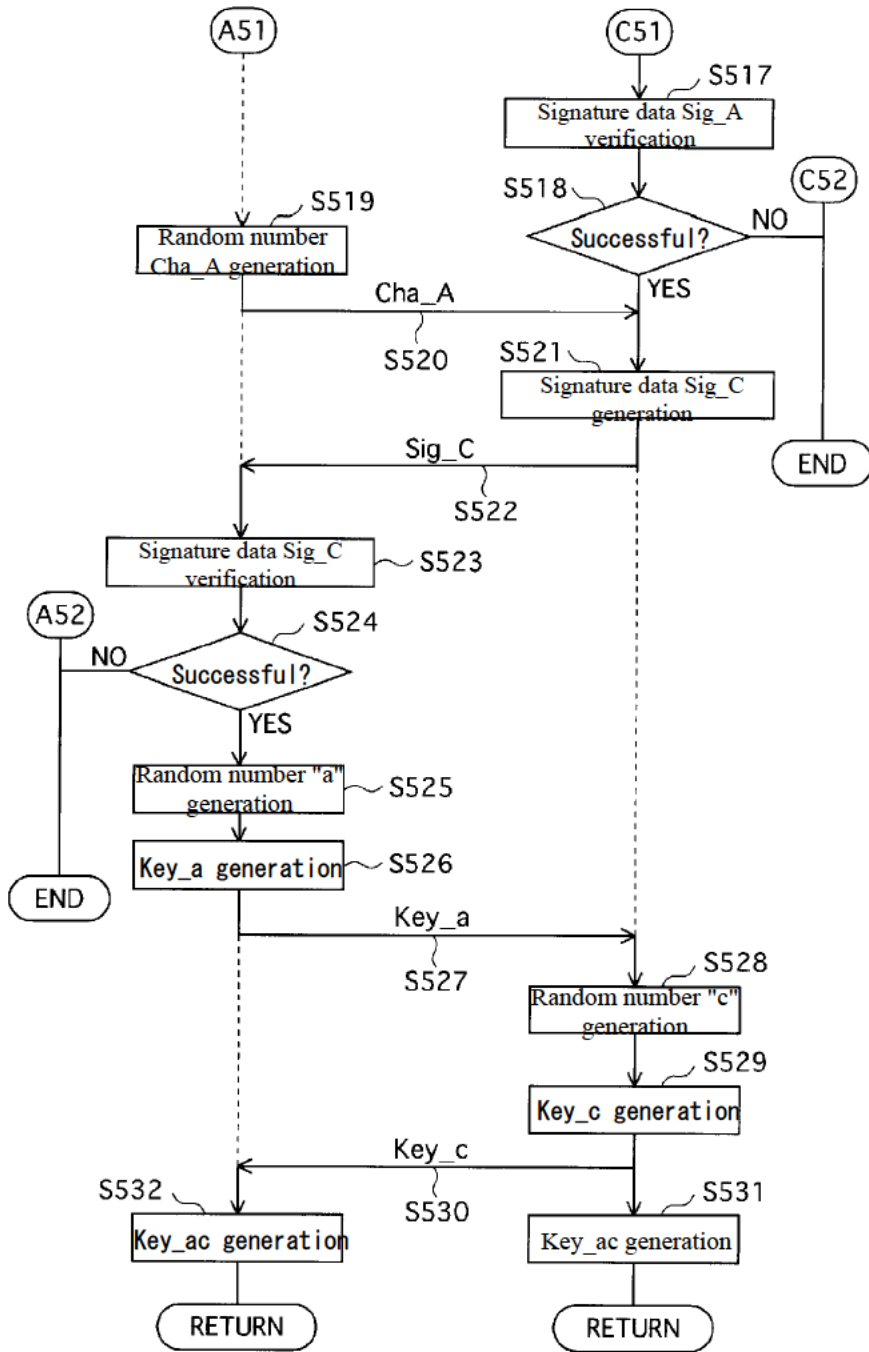 A51
C51
S517
Signature data Sig_A
verification
S518
C52
S519
Successful?
NO
Random number
Cha_A generation
YES
Cha_A
S520
S521
Signature data Sig_C
generation
Sig_C
END
S522
Signature data Sig_C
verification
S523
A52
S524
NO
Successful?
YES
Random number "a"
generation
S525
Key_a generation
S526
END
Key_a
S527
S528
Random number "c"
generation
S529
Key_c generation
Key_c
S532
S530
S531
Key_ac generation
Key_ac generation
RETURN
RETURN